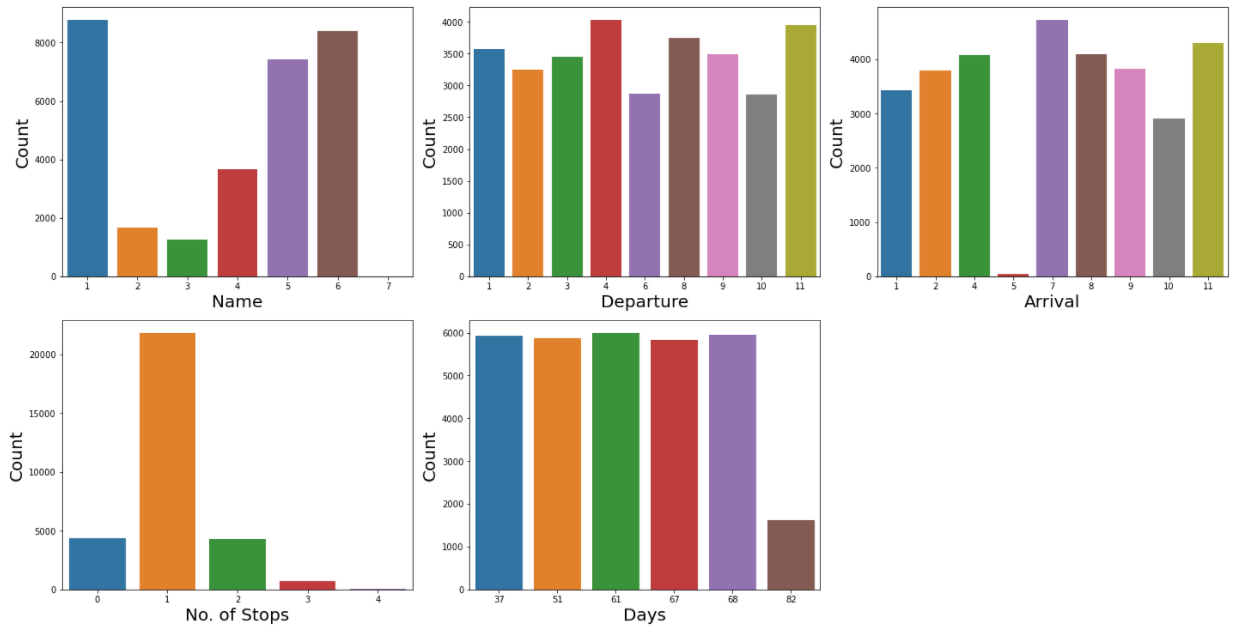 Count
8000
6000
4000
2000
0
1 2 3 4 5 6 7
Name
Count
4000
3500
3000
2500
2000
1500
1000
500
0
1 2 3 4 6 8 9 10 11
Departure
Count
4000
3000
2000
1000
0
1 2 4 5 7 8 9 10 11
Arrival
Count
20000
15000
10000
5000
0
0 1 2 3 4
No. of Stops
Count
6000
5000
4000
3000
2000
1000
0
37 51 61 67 68 82
Days